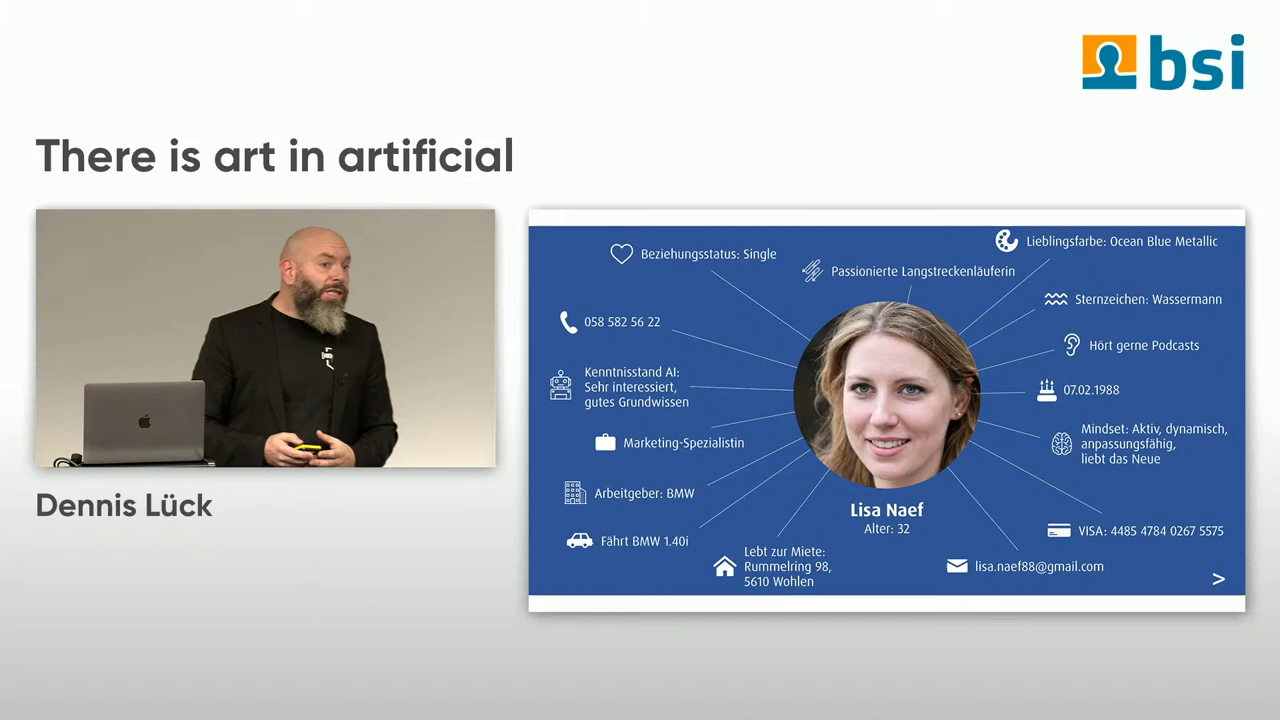 bsi
There is art in artificial
Dennis Lück
Beziehungsstatus: Single
Lieblingsfarbe: Ocean Blue Metallic
Passionierte Langstreckenläuferin
Sternzeichen: Wassermann
058 582 56 22
Hört gerne Podcasts
Kenntnisstand AI:
Sehr interessiert,
gutes Grundwissen
07.02.1988
Marketing-Spezialistin
Mindset: Aktiv, dynamisch,
anpassungsfähig,
liebt das Neue
Arbeitgeber: BMW
Lisa Naef
Alter: 32
Fährt BMW 1.40i
VISA: 4485 4784 0267 5575
Lebt zur Miete:
Rummelring 98,
5610 Wohlen
lisa.naef88@gmail.com
>